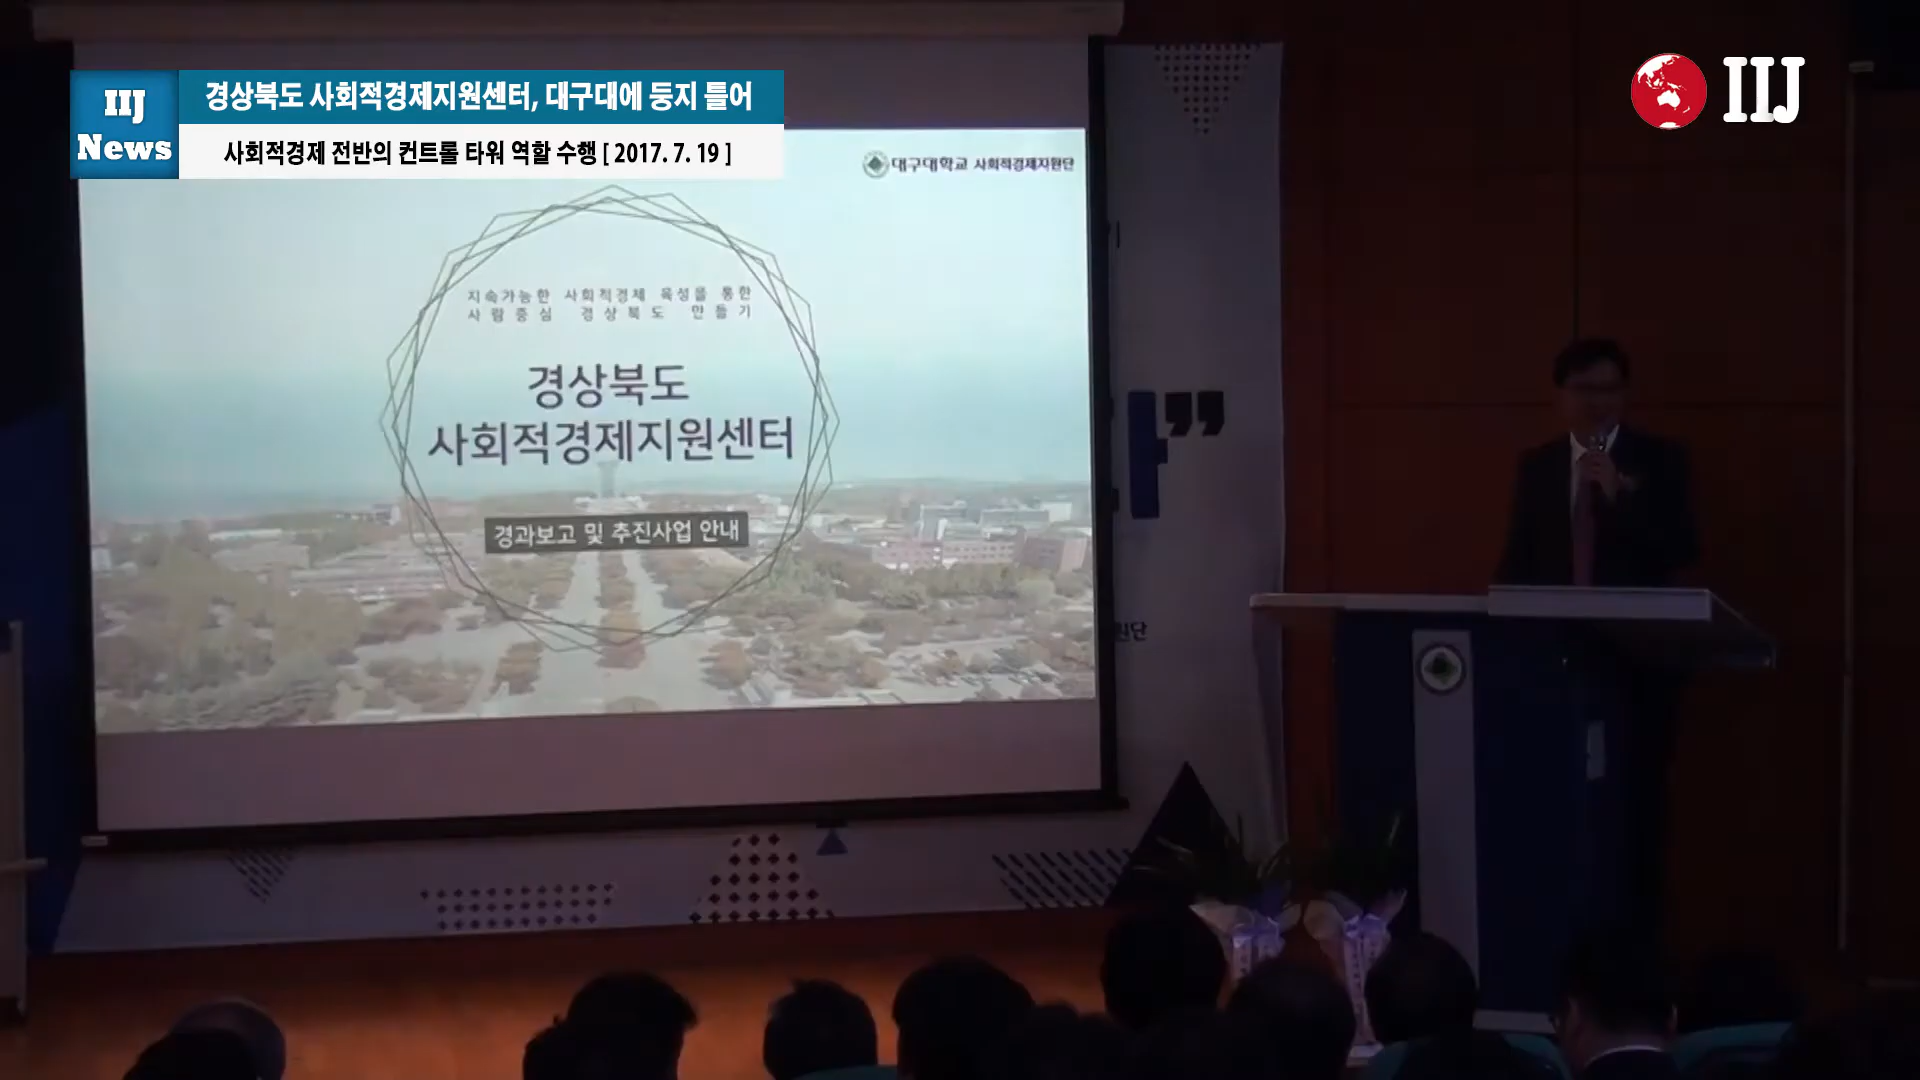 IIJ
News
경상북도 사회적경제지원센터, 대구대에 둥지 틀어
사회적경제 전반의 컨트롤 타워 역할 수행 [ 2017. 7. 19 ]
IIJ
대구대학교 사회적경제지원단
지속가능한 사회적경제 육성을 통한
사람중심 경상북도 만들기
경상북도
사회적경제지원센터
경과보고 및 추진사업 안내
원단